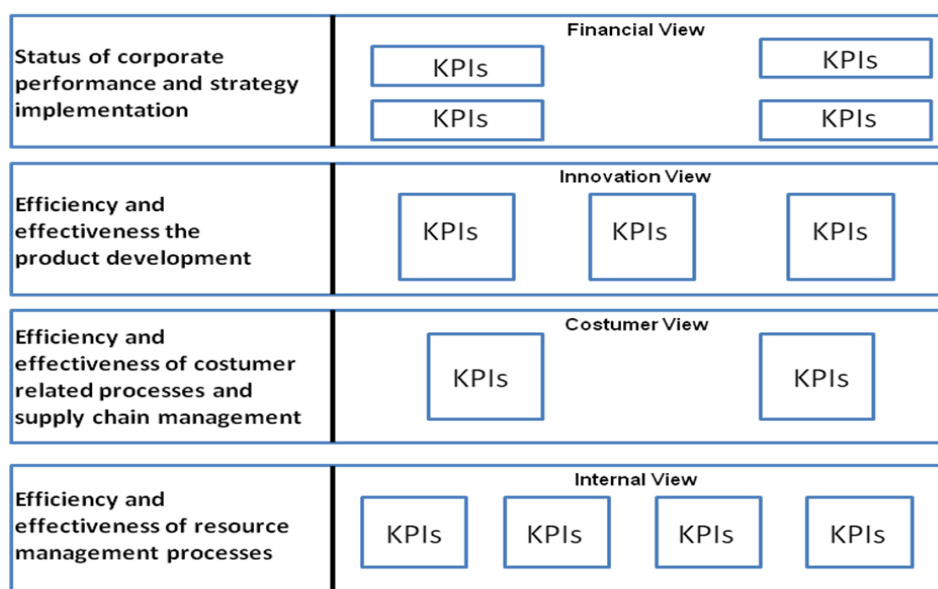 Status of corporate
performance and strategy
implementation
Financial View
KPIs
KPIs
KPIs
KPIs
Efficiency and
effectiveness the
product development
Innovation View
KPIs
KPIs
KPIs
Efficiency and
effectiveness of costumer
related processes and
supply chain management
Costumer View
KPIs
KPIs
Efficiency and
effectiveness of resource
management processes
Internal View
KPIs
KPIs
KPIs
KPIs